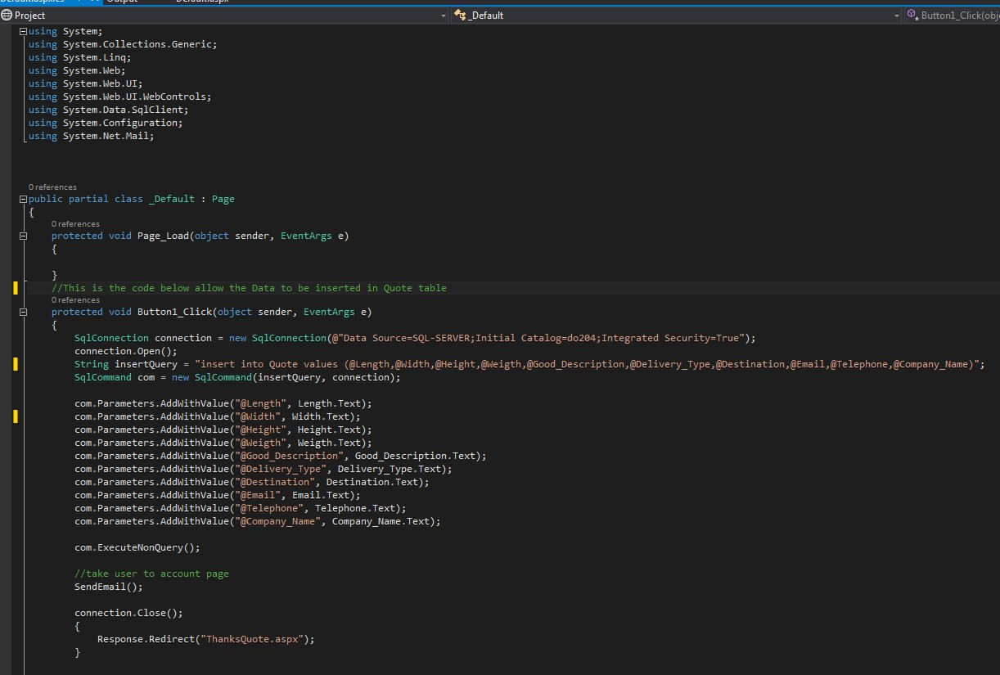 Default.aspx.cs Output Default.aspx
Project _Default Button1_Click(obj
using System;
using System.Collections.Generic;
using System.Linq;
using System.Web;
using System.Web.UI;
using System.Web.UI.WebControls;
using System.Data.SqlClient;
using System.Configuration;
using System.Net.Mail;
0 references
public partial class _Default : Page
{
0 references
protected void Page_Load(object sender, EventArgs e)
{
}
//This is the code below allow the Data to be inserted in Quote table
0 references
protected void Button1_Click(object sender, EventArgs e)
{
SqlConnection connection = new SqlConnection(@"Data Source=SQL-SERVER;Initial Catalog=do204;Integrated Security=True");
connection.Open();
String insertQuery = "insert into Quote values (@Length,@Width,@Height,@Weigth,@Good_Description,@Delivery_Type,@Destination,@Email,@Telephone,@Company_Name)";
SqlCommand com = new SqlCommand(insertQuery, connection);
com.Parameters.AddWithValue("@Length", Length.Text);
com.Parameters.AddWithValue("@Width", Width.Text);
com.Parameters.AddWithValue("@Height", Height.Text);
com.Parameters.AddWithValue("@Weigth", Weigth.Text);
com.Parameters.AddWithValue("@Good_Description", Good_Description.Text);
com.Parameters.AddWithValue("@Delivery_Type", Delivery_Type.Text);
com.Parameters.AddWithValue("@Destination", Destination.Text);
com.Parameters.AddWithValue("@Email", Email.Text);
com.Parameters.AddWithValue("@Telephone", Telephone.Text);
com.Parameters.AddWithValue("@Company_Name", Company_Name.Text);
com.ExecuteNonQuery();
//take user to account page
SendEmail();
connection.Close();
{
Response.Redirect("ThanksQuote.aspx");
}